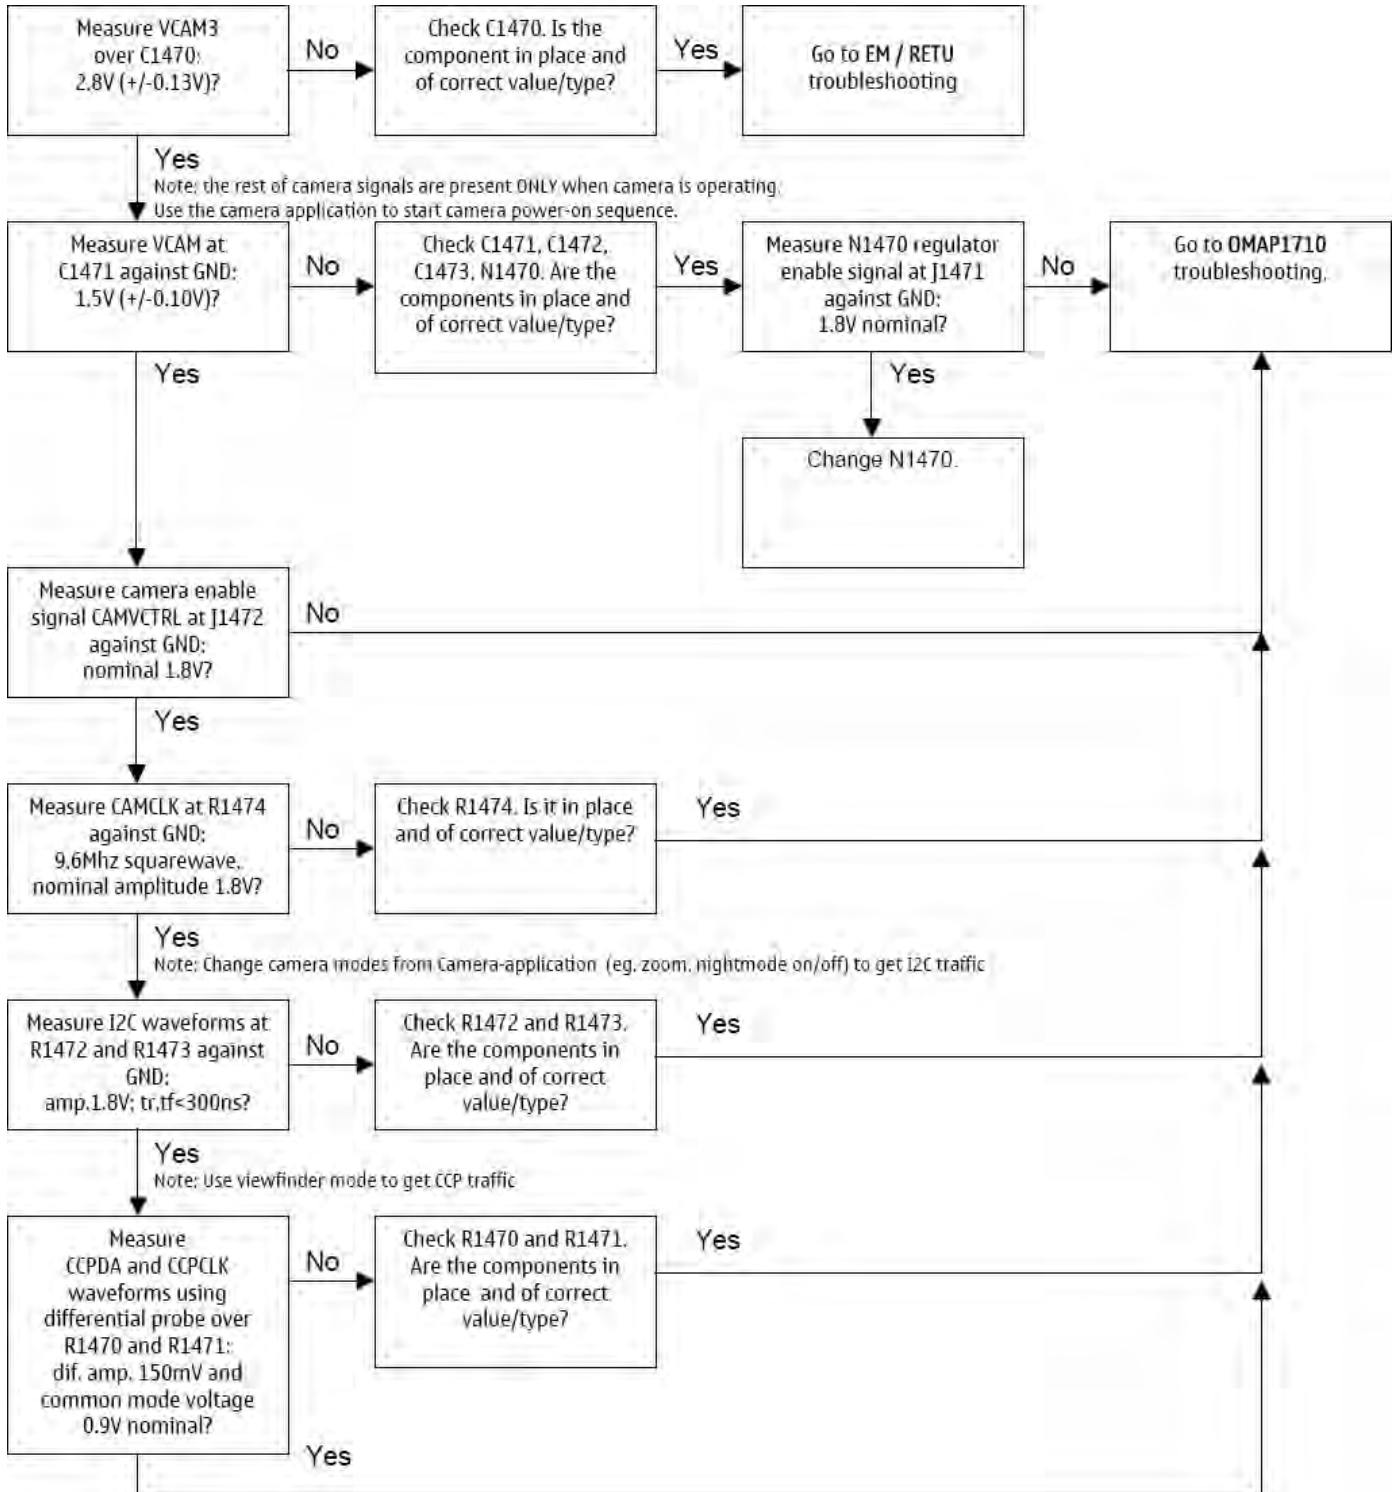 Measure VCAM3
over C1470:
2.8V (+/-0.13V)?
No
Check C1470. Is the
component in place and
of correct value/type?
Yes
Go to EM / RETU
troubleshooting
Yes
Note: the rest of camera signals are present ONLY when camera is operating.
Use the camera application to start camera power-on sequence.
Measure VCAM at
C1471 against GND:
1.5V (+/-0.10V)?
No
Check C1471, C1472,
C1473, N1470. Are the
components in place and
of correct value/type?
Yes
Measure N1470 regulator
enable signal at J1471
against GND:
1.8V nominal?
No
Go to OMAP1710
troubleshooting.
Yes
Yes
Change N1470.
Measure camera enable
signal CAMVCTRL at J1472
against GND:
nominal 1.8V?
No
Yes
Measure CAMCLK at R1474
against GND:
9.6Mhz squarewave,
nominal amplitude 1.8V?
No
Check R1474. Is it in place
and of correct value/type?
Yes
Yes
Note: Change camera modes from Camera-application (eg. zoom, nightmode on/off) to get I2C traffic
Measure I2C waveforms at
R1472 and R1473 against
GND:
amp.1.8V; tr,tf<300ns?
No
Check R1472 and R1473.
Are the components in
place and of correct
value/type?
Yes
Yes
Note: Use viewfinder mode to get CCP traffic
Measure
CCPDA and CCPCLK
waveforms using
differential probe over
R1470 and R1471:
dif. amp. 150mV and
common mode voltage
0.9V nominal?
No
Check R1470 and R1471.
Are the components in
place and of correct
value/type?
Yes
Yes